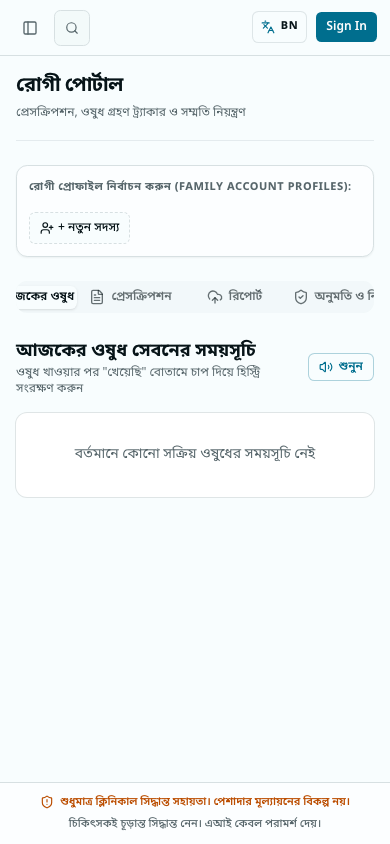 BN
Sign In
রোগী পোর্টাল
প্রেসক্রিপশন, ওষুধ গ্রহণ ট্র্যাকার ও সম্মতি নিয়ন্ত্রণ
রোগী প্রোফাইল নির্বাচন করুন (FAMILY ACCOUNT PROFILES):
+ নতুন সদস্য
জকের ওষুধ প্রেসক্রিপশন রিপোর্ট অনুমতি ও
আজকের ওষুধ সেবনের সময়সূচি
ওষুধ খাওয়ার পর "খেয়েছি" বোতামে চাপ দিয়ে হিস্ট্রি
সংরক্ষণ করুন
শুনুন
বর্তমানে কোনো সক্রিয় ওষুধের সময়সূচি নেই
শুধুমাত্র ক্লিনিকাল সিদ্ধান্ত সহায়তা। পেশাদার মূল্যায়নের বিকল্প নয়।
চিকিৎসকই চূড়ান্ত সিদ্ধান্ত নেন। এআই কেবল পরামর্শ দেয়।